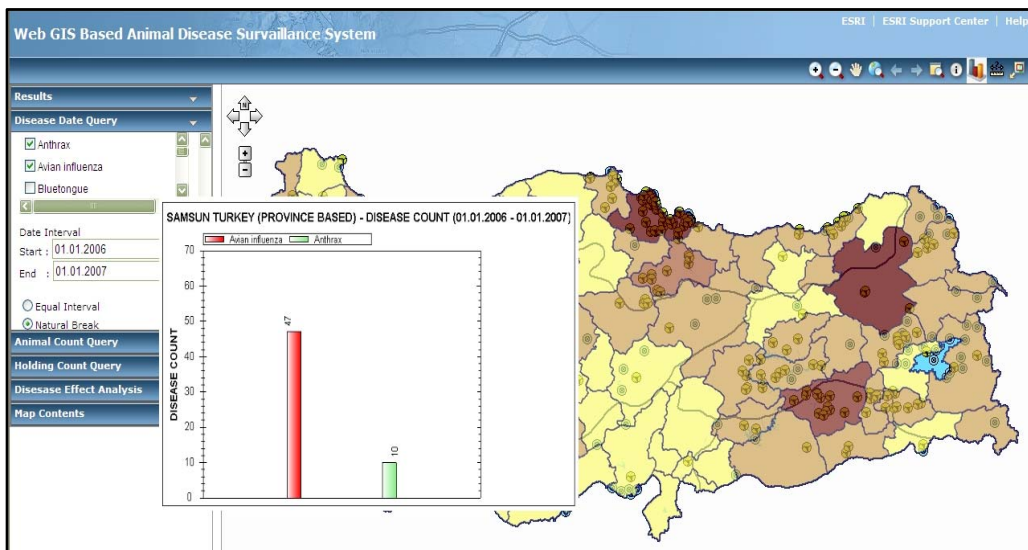 Web GIS Based Animal Disease Survaillance System
ESRI | ESRI Support Center | Help
Results
Disease Date Query
Anthrax
Avian influenza
Bluetongue
Date Interval
Start : 01.01.2006
End : 01.01.2007
Equal Interval
Natural Break
Animal Count Query
Holding Count Query
Disesase Effect Analysis
Map Contents
N
SAMSUN TURKEY (PROVINCE BASED) - DISEASE COUNT (01.01.2006 - 01.01.2007)
Avian influenza Anthrax
DISEASE COUNT
70
60
50
40
30
20
10
0
47
10